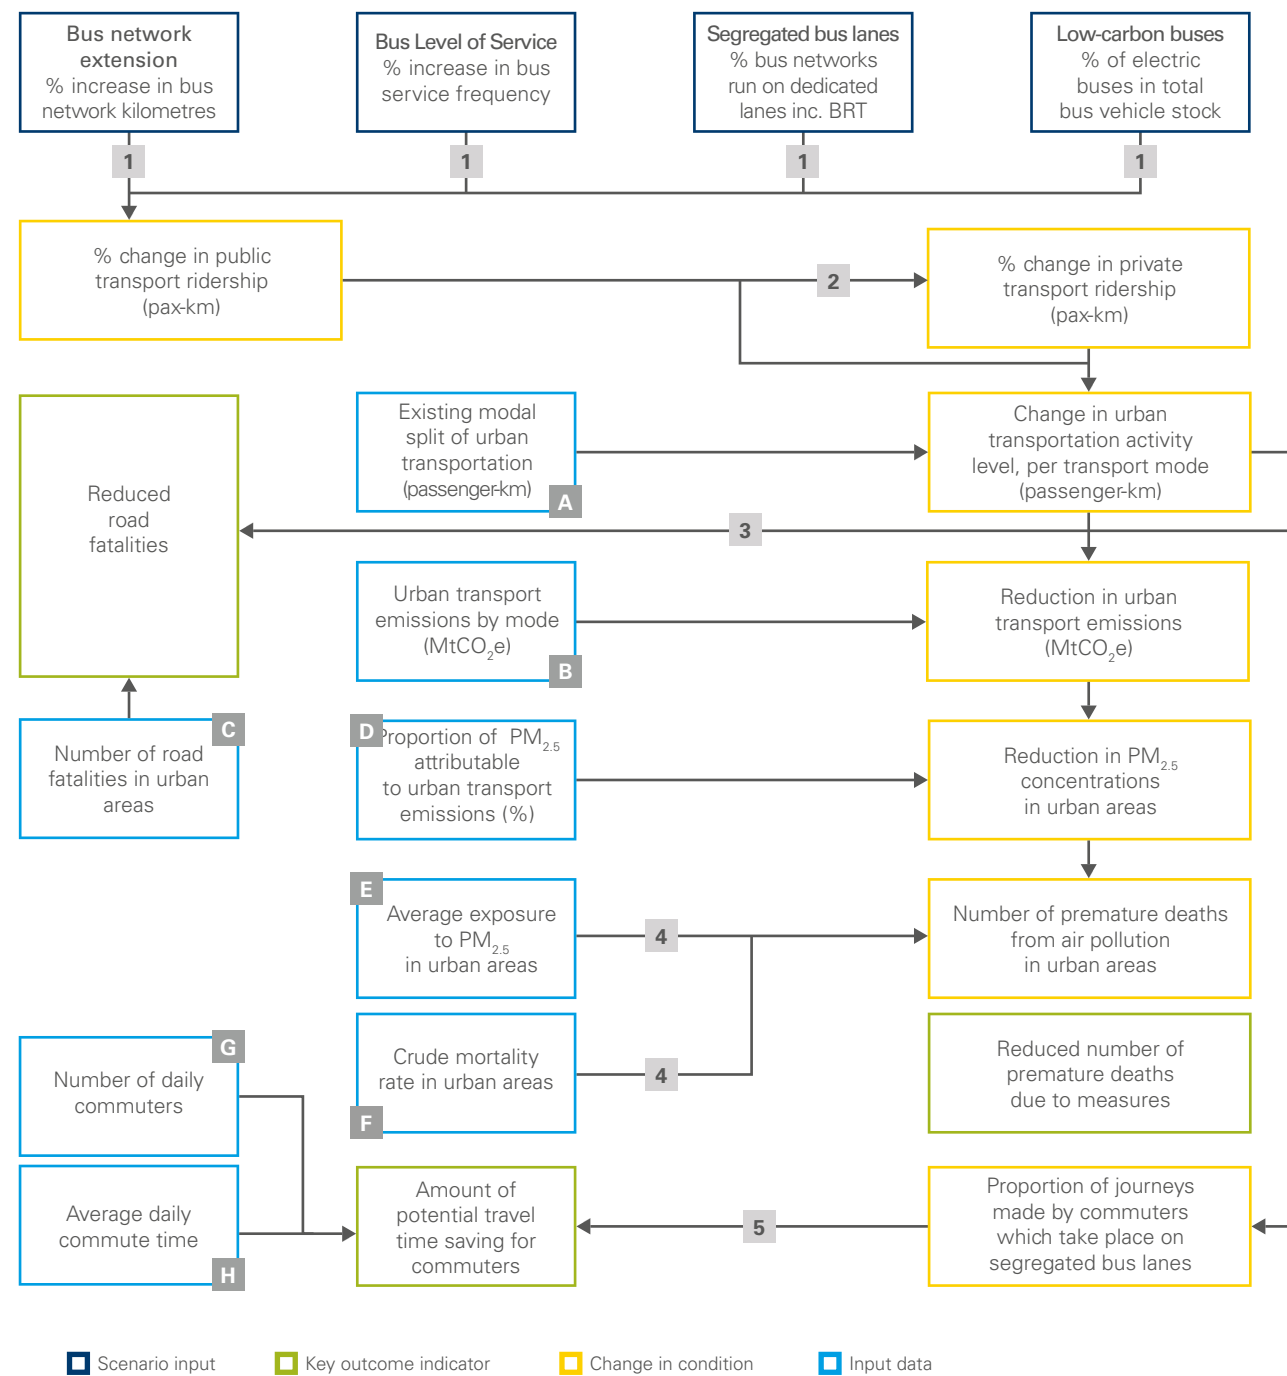 Bus network
extension
% increase in bus
network kilometres
Bus Level of Service
% increase in bus
service frequency
Segregated bus lanes
% bus networks
run on dedicated
lanes inc. BRT
Low-carbon buses
% of electric
buses in total
bus vehicle stock
1
1
1
1
% change in public
transport ridership
(pax-km)
2
% change in private
transport ridership
(pax-km)
Reduced
road
fatalities
Existing modal
split of urban
transportation
(passenger-km)
A
Change in urban
transportation activity
level, per transport mode
(passenger-km)
3
Urban transport
emissions by mode
(MtCO₂e)
B
Reduction in urban
transport emissions
(MtCO₂e)
C
Number of road
fatalities in urban
areas
D
Proportion of PM₂.₅
attributable
to urban transport
emissions (%)
Reduction in PM₂.₅
concentrations
in urban areas
E
Average exposure
to PM₂.₅
in urban areas
4
Number of premature deaths
from air pollution
in urban areas
G
Number of daily
commuters
Crude mortality
rate in urban areas
F
4
Reduced number of
premature deaths
due to measures
Average daily
commute time
H
Amount of
potential travel
time saving for
commuters
5
Proportion of journeys
made by commuters
which take place on
segregated bus lanes
Scenario input
Key outcome indicator
Change in condition
Input data